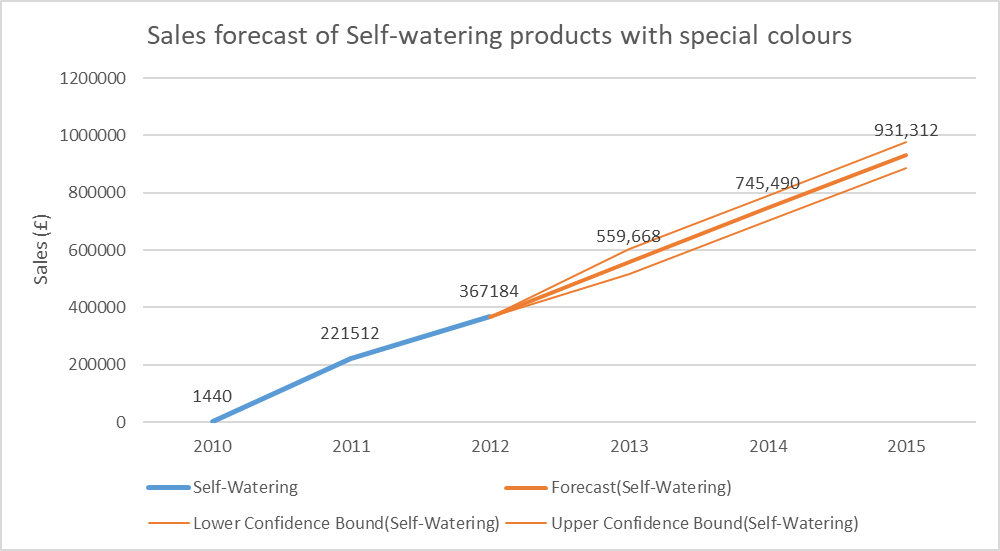 Sales forecast of Self-watering products with special colours
1200000
1000000
800000
600000
400000
200000
0
Sales (£)
1440
221512
367184
559,668
745,490
931,312
2010 2011 2012 2013 2014 2015
Self-Watering Forecast(Self-Watering)
Lower Confidence Bound(Self-Watering) Upper Confidence Bound(Self-Watering)